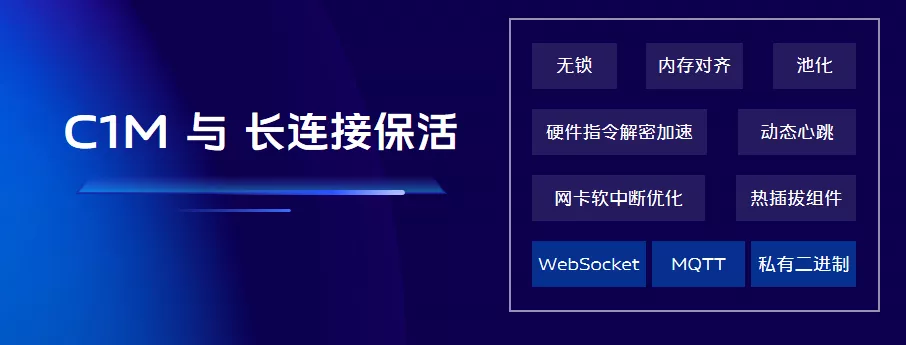 C1M 与 长连接保活
无锁 内存对齐 池化
硬件指令解密加速 动态心跳
网卡软中断优化 热插拔组件
WebSocket MQTT 私有二进制